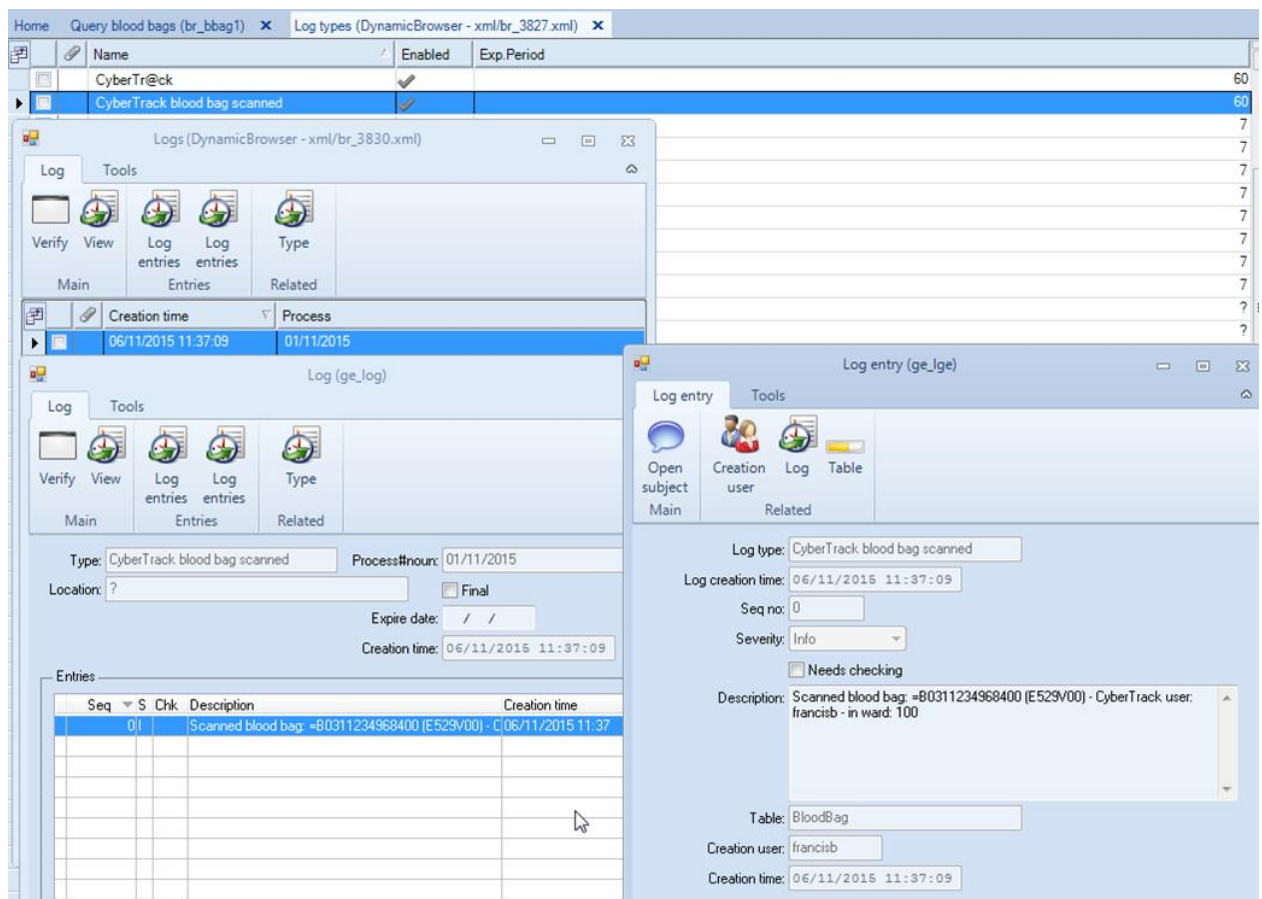 Home Query blood bags (br_bbag1) Log types (DynamicBrowser - xml/br_3827.xml)
Name Enabled Exp.Period
CyberTr@ck 60
CyberTrack blood bag scanned 60
7
7
7
7
7
7
7
7
?
?
Logs (DynamicBrowser - xml/br_3830.xml)
Log Tools
Verify View Log entries Log entries Type
Main Entries Related
Creation time Process
06/11/2015 11:37:09 01/11/2015
Log (ge_log)
Log Tools
Verify View Log entries Log entries Type
Main Entries Related
Type: CyberTrack blood bag scanned Process#noun: 01/11/2015
Location: ? Final
Expire date: / /
Creation time: 06/11/2015 11:37:09
Entries
Seq S Chk Description Creation time
0 I Scanned blood bag: =B0311234968400 (E529V00) - C 06/11/2015 11:37
Log entry (ge_lge)
Log entry Tools
Open subject Creation user Log Table
Main Related
Log type: CyberTrack blood bag scanned
Log creation time: 06/11/2015 11:37:09
Seq no: 0
Severity: Info
Needs checking
Description: Scanned blood bag: =B0311234968400 (E529V00) - CyberTrack user:
francisb - in ward: 100
Table: BloodBag
Creation user: francisb
Creation time: 06/11/2015 11:37:09